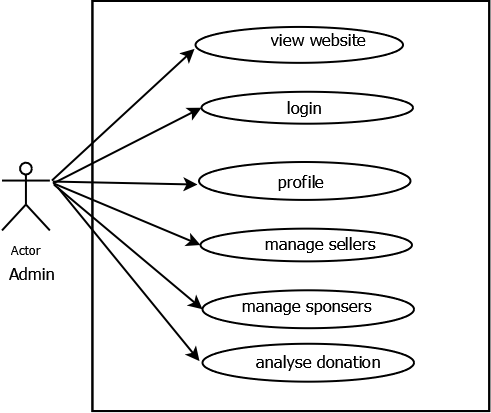 view website
login
profile
manage sellers
manage sponsers
analyse donation
Actor
Admin